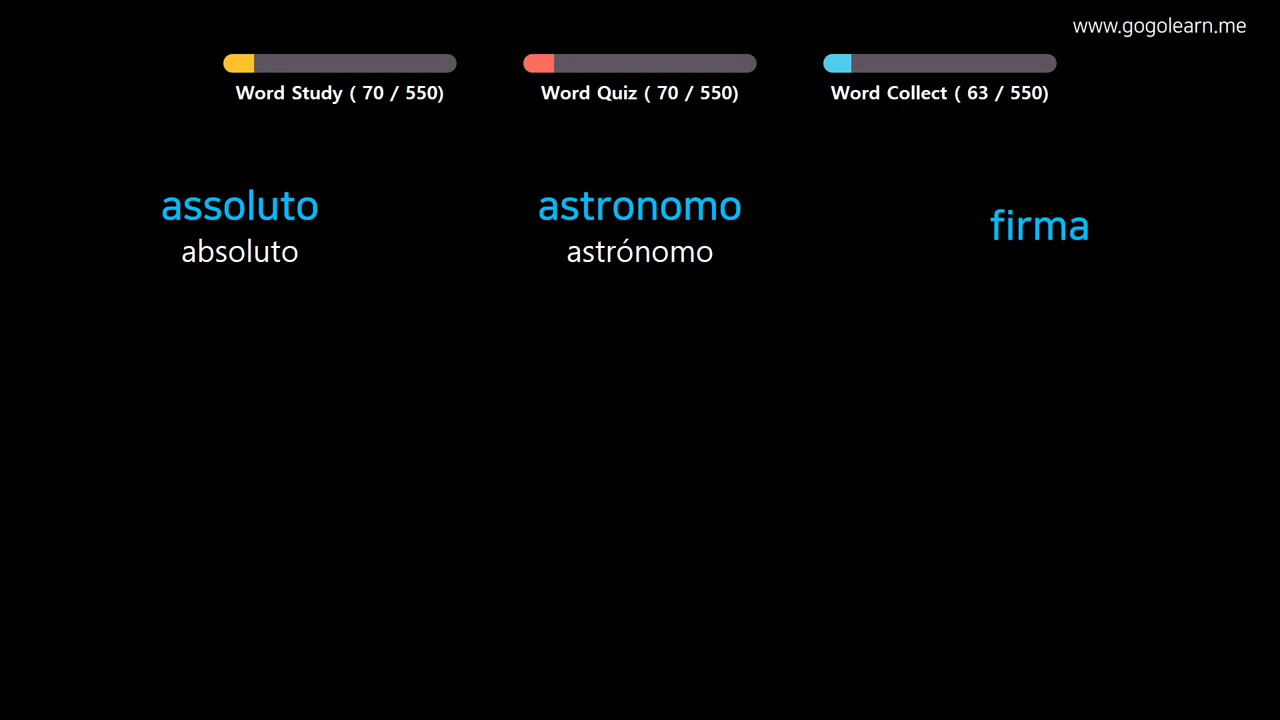 www.gogolearn.me
Word Study ( 70 / 550)
Word Quiz ( 70 / 550)
Word Collect ( 63 / 550)
assoluto
absoluto
astronomo
astrónomo
firma